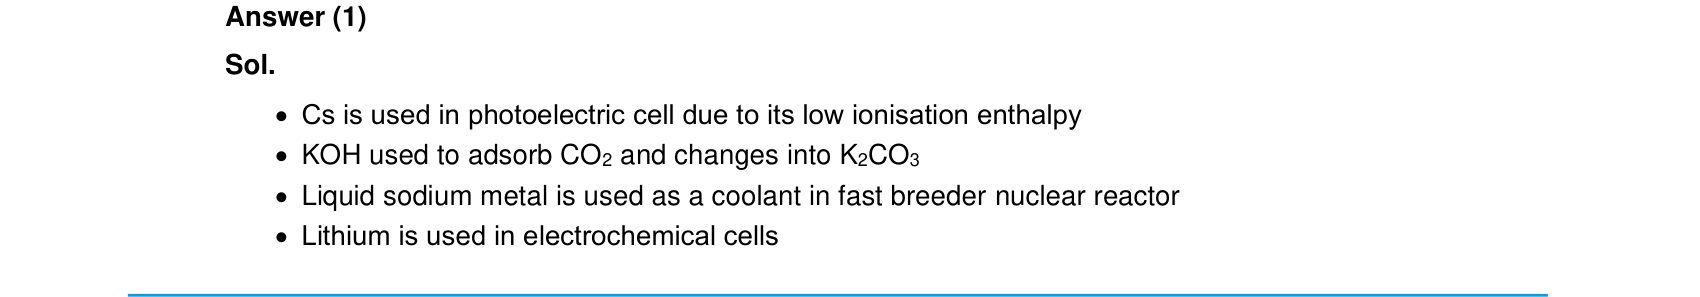 Answer (1)
Sol.
• Cs is used in photoelectric cell due to its low ionisation enthalpy
• KOH used to adsorb CO₂ and changes into K₂CO₃
• Liquid sodium metal is used as a coolant in fast breeder nuclear reactor
• Lithium is used in electrochemical cells